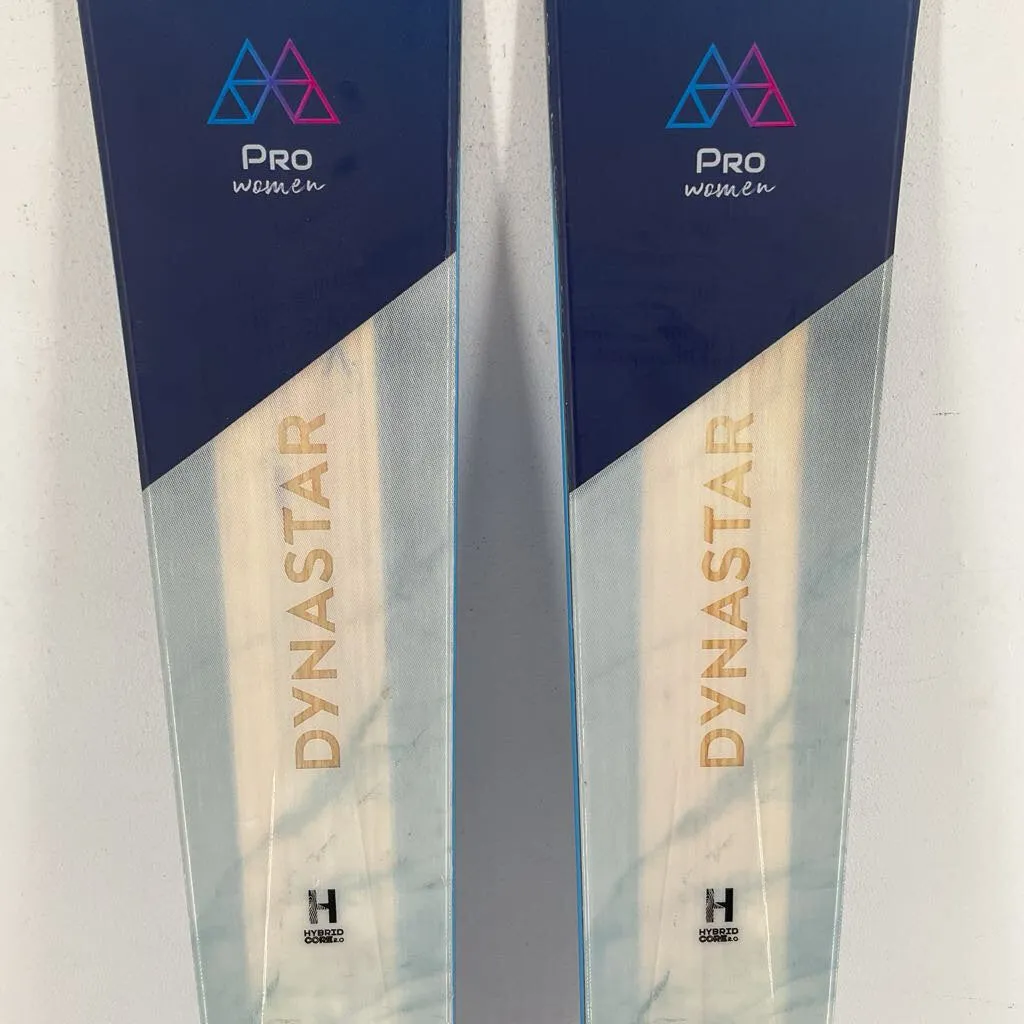 PRO
women
DYNASTAR
H
HYBRID
CORE 2.0
PRO
women
DYNASTAR
H
HYBRID
CORE 2.0